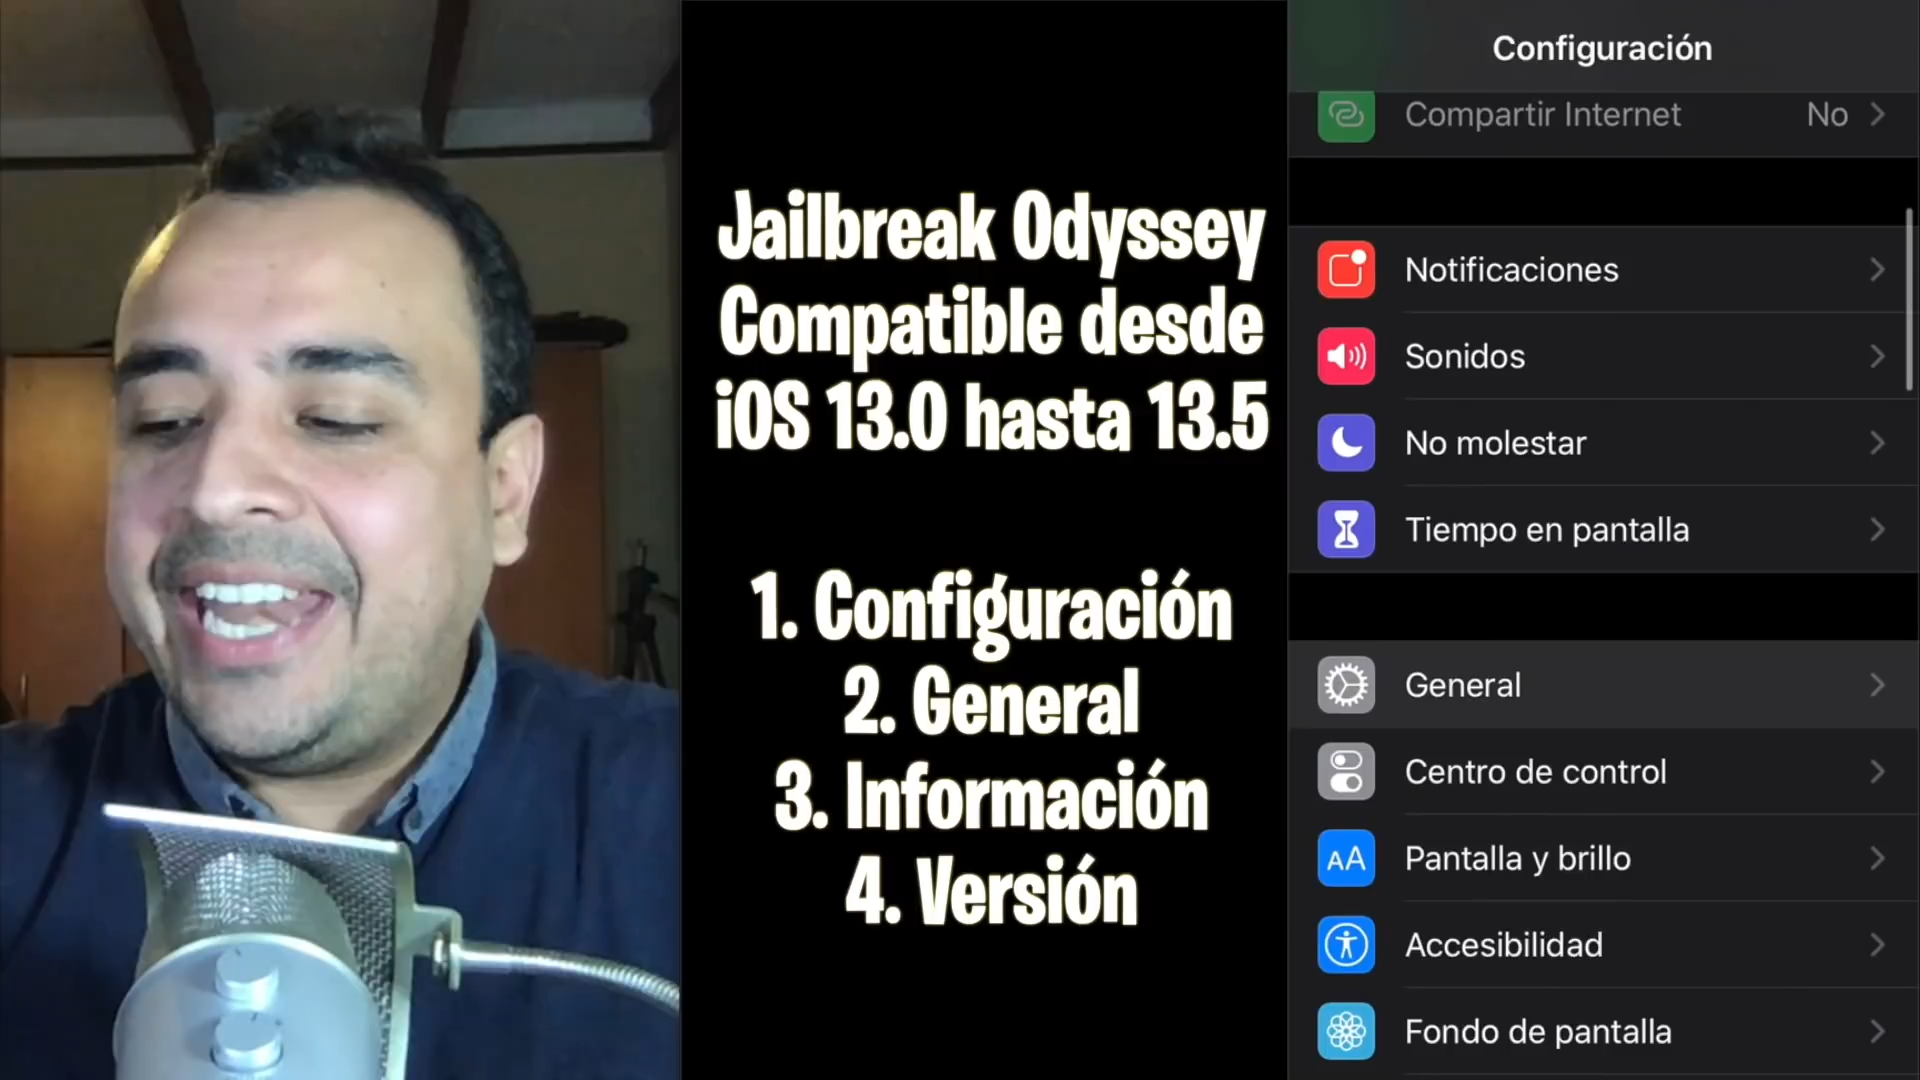 Jailbreak Odyssey
Compatible desde
iOS 13.0 hasta 13.5
1. Configuración
2. General
3. Información
4. Versión
Configuración
Compartir Internet No
Notificaciones
Sonidos
No molestar
Tiempo en pantalla
General
Centro de control
AA Pantalla y brillo
Accesibilidad
Fondo de pantalla